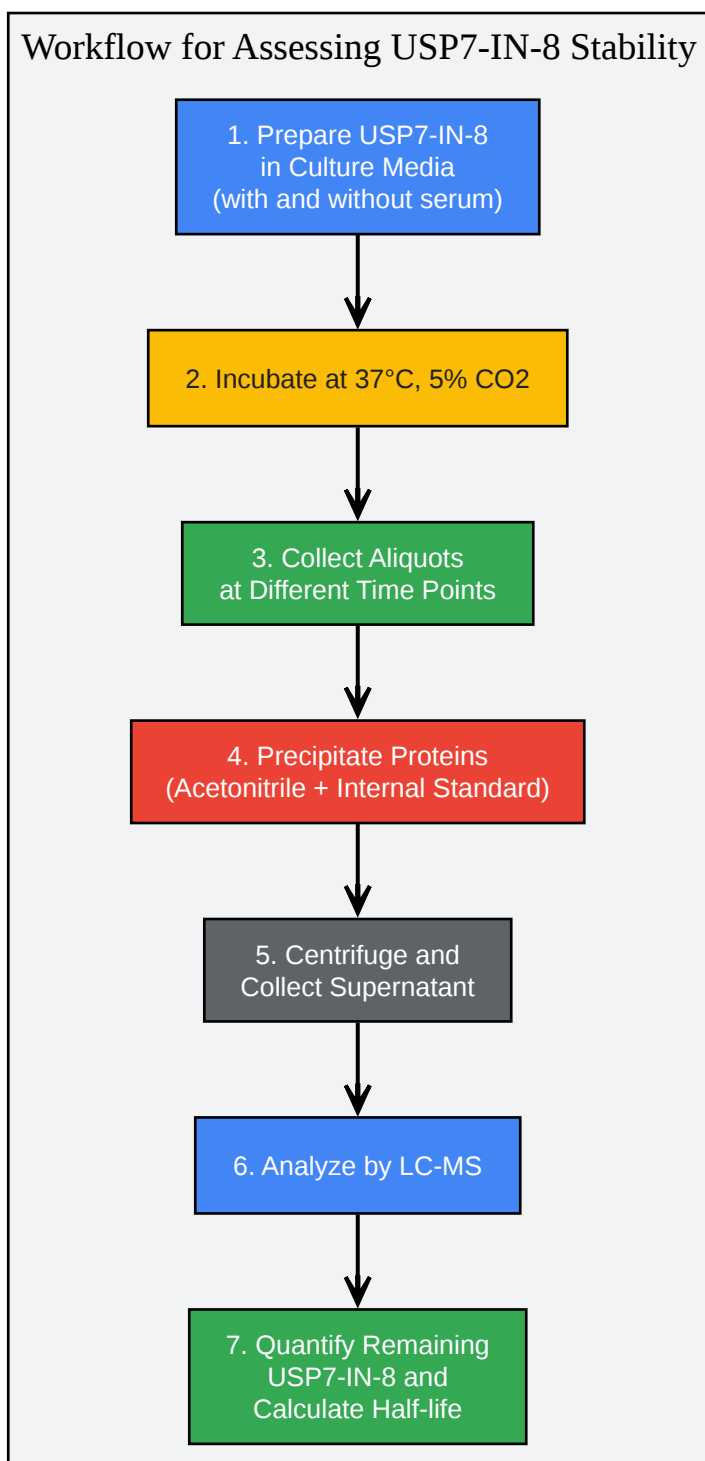 Workflow for Assessing USP7-IN-8 Stability
1. Prepare USP7-IN-8
in Culture Media
(with and without serum)
2. Incubate at 37°C, 5% CO2
3. Collect Aliquots
at Different Time Points
4. Precipitate Proteins
(Acetonitrile + Internal Standard)
5. Centrifuge and
Collect Supernatant
6. Analyze by LC-MS
7. Quantify Remaining
USP7-IN-8 and
Calculate Half-life